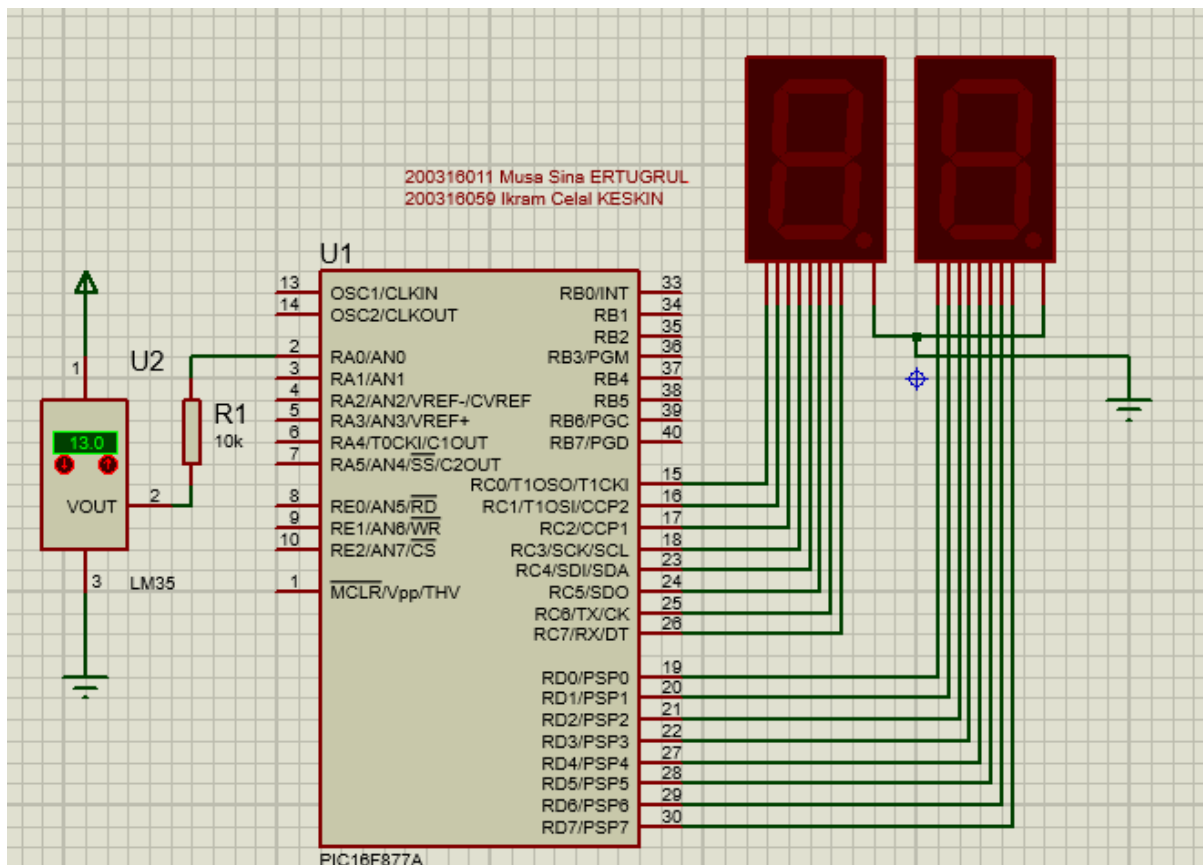 200316011 Musa Sina ERTUGRUL
200316059 Ikram Celal KESKIN
U1
13 OSC1/CLKIN
14 OSC2/CLKOUT
2 RA0/AN0
3 RA1/AN1
4 RA2/AN2/VREF-/CVREF
5 RA3/AN3/VREF+
6 RA4/T0CKI/C1OUT
7 RA5/AN4/SS/C2OUT
8 RE0/AN5/RD
9 RE1/AN6/WR
10 RE2/AN7/CS
1 MCLR/Vpp/THV
RB0/INT 33
RB1 34
RB2 35
RB3/PGM 36
RB4 37
RB5 38
RB6/PGC 39
RB7/PGD 40
RC0/T1OSO/T1CKI 15
RC1/T1OSI/CCP2 16
RC2/CCP1 17
RC3/SCK/SCL 18
RC4/SDI/SDA 23
RC5/SDO 24
RC6/TX/CK 25
RC7/RX/DT 26
RD0/PSP0 19
RD1/PSP1 20
RD2/PSP2 21
RD3/PSP3 22
RD4/PSP4 27
RD5/PSP5 28
RD6/PSP6 29
RD7/PSP7 30
PIC16F877A
1
U2
13.0
VOUT
2
3
LM35
R1
10k